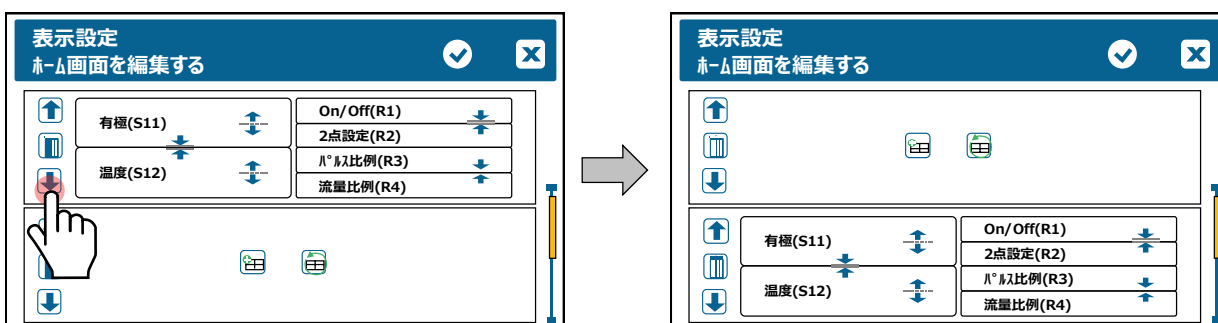 表示設定
ホーム画面を編集する
有極(S11)
温度(S12)
On/Off(R1)
2点設定(R2)
パルス比例(R3)
流量比例(R4)
表示設定
ホーム画面を編集する
有極(S11)
温度(S12)
On/Off(R1)
2点設定(R2)
パルス比例(R3)
流量比例(R4)